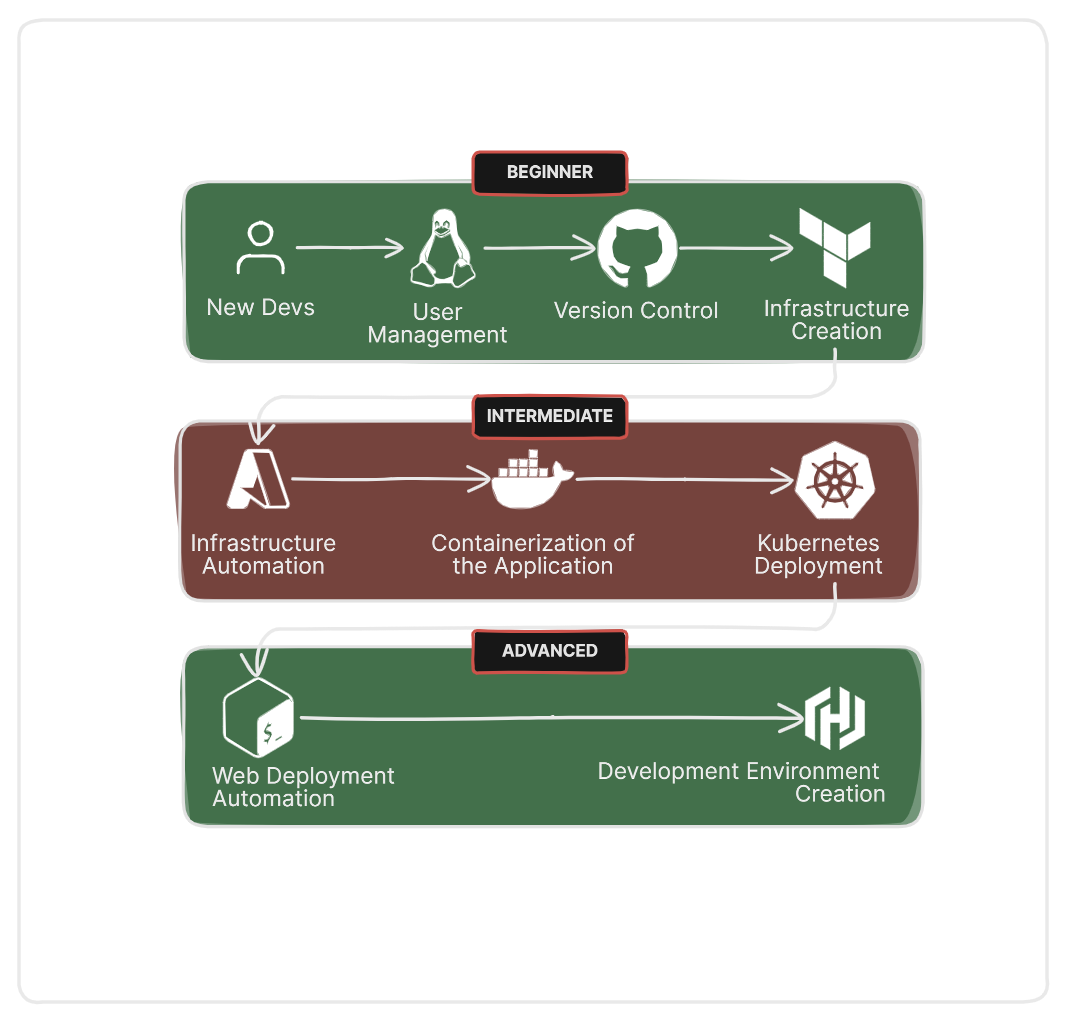 BEGINNER
New Devs
User
Management
Version Control
Infrastructure
Creation
INTERMEDIATE
Infrastructure
Automation
Containerization of
the Application
Kubernetes
Deployment
ADVANCED
$_
Web Deployment
Automation
Development Environment
Creation